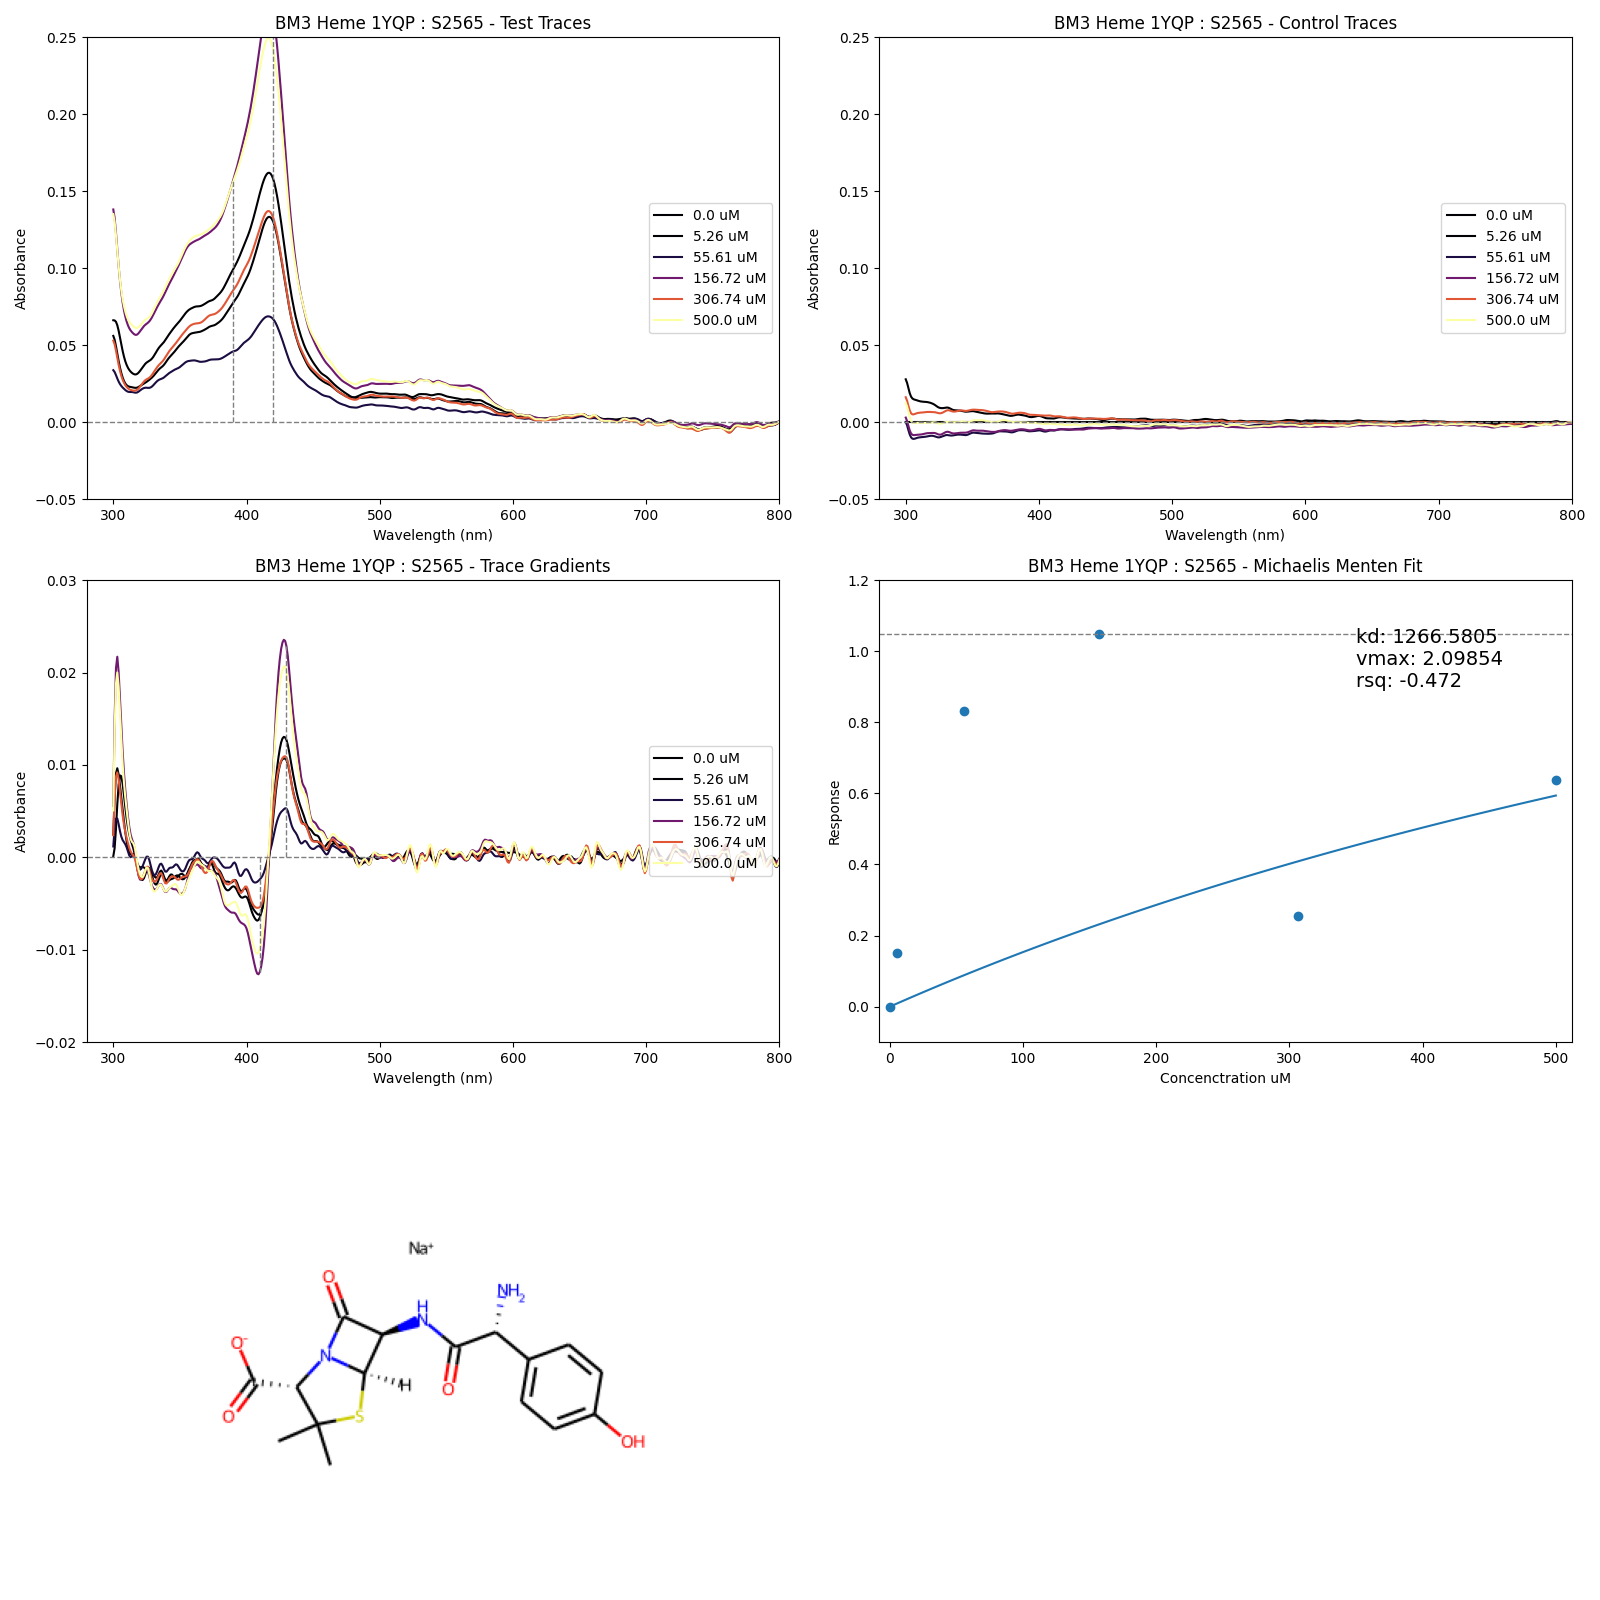 BM3 Heme 1YQP : S2565 - Test Traces
0.25
0.20
0.15
0.10
0.05
0.00
−0.05
Absorbance
300 400 500 600 700 800
Wavelength (nm)
0.0 uM
5.26 uM
55.61 uM
156.72 uM
306.74 uM
500.0 uM
BM3 Heme 1YQP : S2565 - Control Traces
0.25
0.20
0.15
0.10
0.05
0.00
−0.05
Absorbance
300 400 500 600 700 800
Wavelength (nm)
0.0 uM
5.26 uM
55.61 uM
156.72 uM
306.74 uM
500.0 uM
BM3 Heme 1YQP : S2565 - Trace Gradients
0.03
0.02
0.01
0.00
−0.01
−0.02
Absorbance
300 400 500 600 700 800
Wavelength (nm)
0.0 uM
5.26 uM
55.61 uM
156.72 uM
306.74 uM
500.0 uM
BM3 Heme 1YQP : S2565 - Michaelis Menten Fit
1.2
1.0
0.8
0.6
0.4
0.2
0.0
Response
0 100 200 300 400 500
Concenctration uM
kd: 1266.5805
vmax: 2.09854
rsq: -0.472
Na+
O
NH2
H
N
O-
N
H
O
O
S
OH